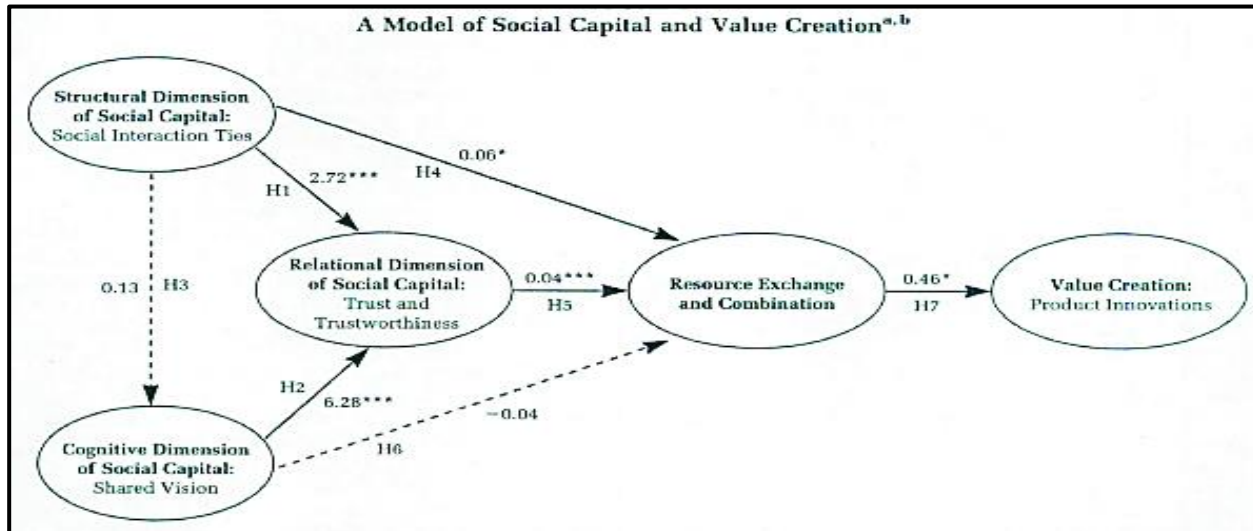 A Model of Social Capital and Value Creation^a,b
Structural Dimension
of Social Capital:
Social Interaction Ties
0.06*
H4
2.72***
H1
0.13
H3
Relational Dimension
of Social Capital:
Trust and
Trustworthiness
0.04***
H5
Resource Exchange
and Combination
0.46*
H7
Value Creation:
Product Innovations
H2
6.28***
−0.04
H6
Cognitive Dimension
of Social Capital:
Shared Vision